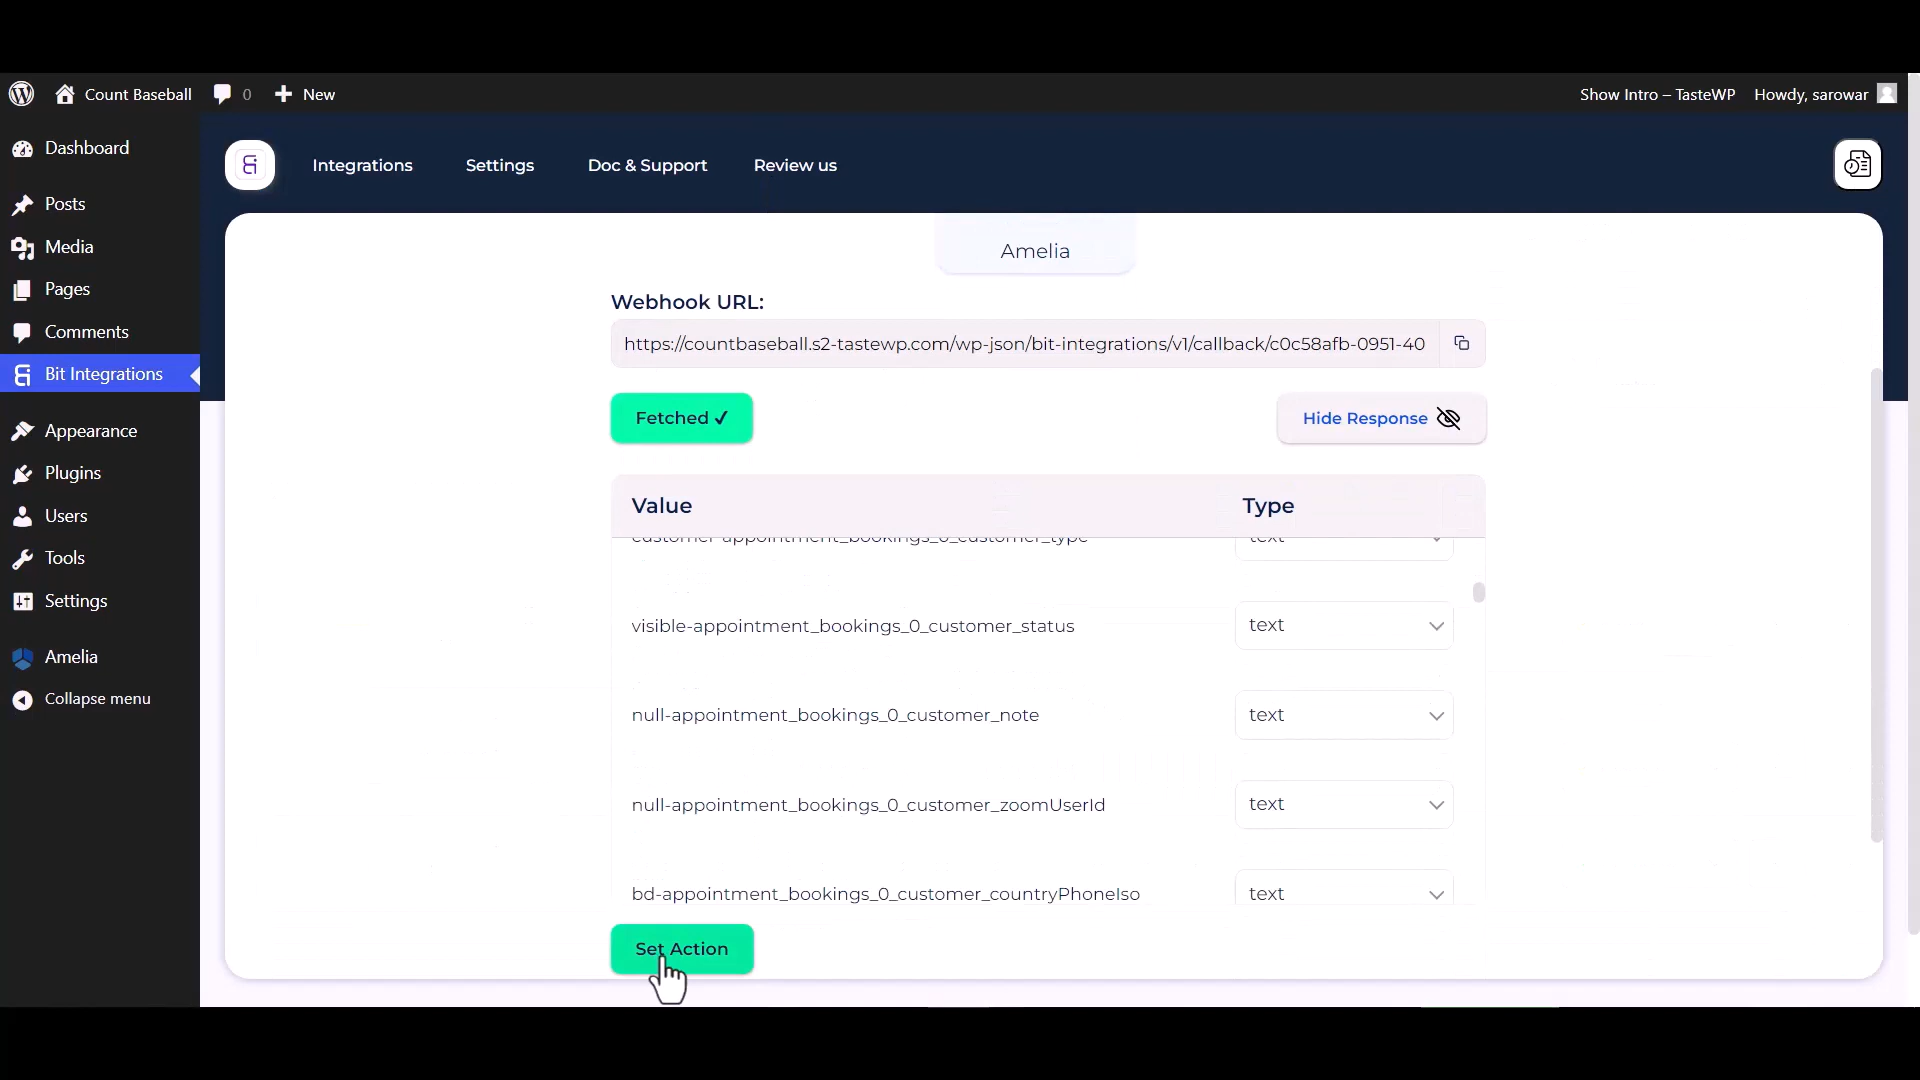 Count Baseball
0
New
Show Intro – TasteWP
Howdy, sarowar
Dashboard
Posts
Media
Pages
Comments
Bit Integrations
Appearance
Plugins
Users
Tools
Settings
Amelia
Collapse menu
Integrations
Settings
Doc & Support
Review us
Amelia
Webhook URL:
https://countbaseball.s2-tastewp.com/wp-json/bit-integrations/v1/callback/c0c58afb-0951-40
Fetched ✓
Hide Response
Value
Type
customer-appointment_bookings_0_customer_type
text
visible-appointment_bookings_0_customer_status
text
null-appointment_bookings_0_customer_note
text
null-appointment_bookings_0_customer_zoomUserId
text
bd-appointment_bookings_0_customer_countryPhoneIso
text
Set Action